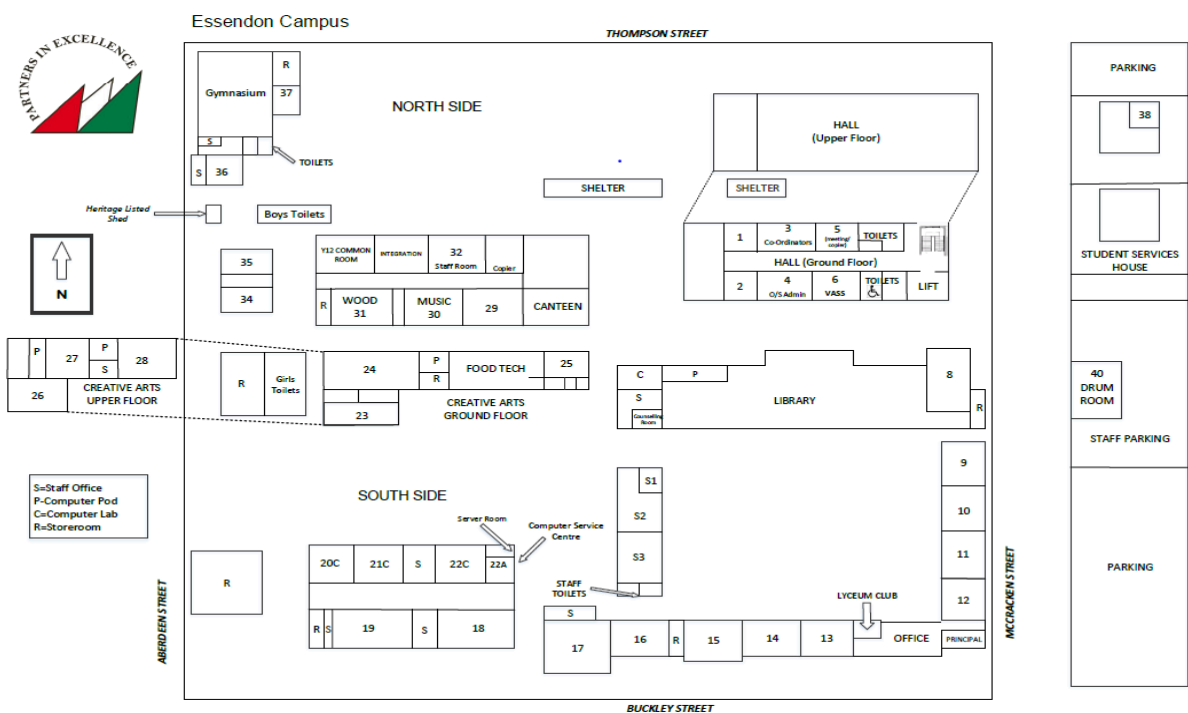 Essendon Campus
THOMPSON STREET
PARTNERS IN EXCELLENCE
Gymnasium
R
37
NORTH SIDE
S
TOILETS
S
36
HALL
(Upper Floor)
PARKING
38
SHELTER
SHELTER
Heritage Listed
Shed
Boys Toilets
N
35
34
Y12 COMMON
ROOM
INTEGRATION
32
Staff Room
Copier
R
WOOD
31
MUSIC
30
29
CANTEEN
1
3
Co-Ordinators
5
(meeting/
copier)
TOILETS
HALL (Ground Floor)
2
4
O/S Admin
6
VASS
TOILETS
LIFT
STUDENT SERVICES
HOUSE
P
27
P
S
28
26
CREATIVE ARTS
UPPER FLOOR
R
Girls
Toilets
24
P
R
FOOD TECH
25
23
CREATIVE ARTS
GROUND FLOOR
C
P
S
Counselling
Room
LIBRARY
8
R
40
DRUM
ROOM
STAFF PARKING
S=Staff Office
P-Computer Pod
C=Computer Lab
R=Storeroom
SOUTH SIDE
Server Room
Computer Service
Centre
S1
S2
S3
STAFF
TOILETS
9
10
11
12
R
20C
21C
S
22C
22A
R
S
19
S
18
S
17
16
R
15
14
13
LYCEUM CLUB
OFFICE
PRINCIPAL
PARKING
ABERDEEN STREET
MCCRACKEN STREET
BUCKLEY STREET